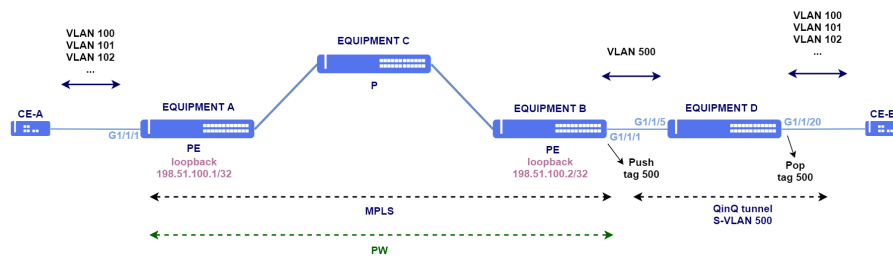 VLAN 100
VLAN 101
VLAN 102
...
EQUIPMENT C
P
VLAN 500
VLAN 100
VLAN 101
VLAN 102
...
CE-A
G1/1/1
EQUIPMENT A
PE
loopback
198.51.100.1/32
EQUIPMENT B
PE
loopback
198.51.100.2/32
G1/1/5
G1/1/1
EQUIPMENT D
G1/1/20
CE-E
Push
tag 500
Pop
tag 500
MPLS
QinQ tunnel
S-VLAN 500
PW